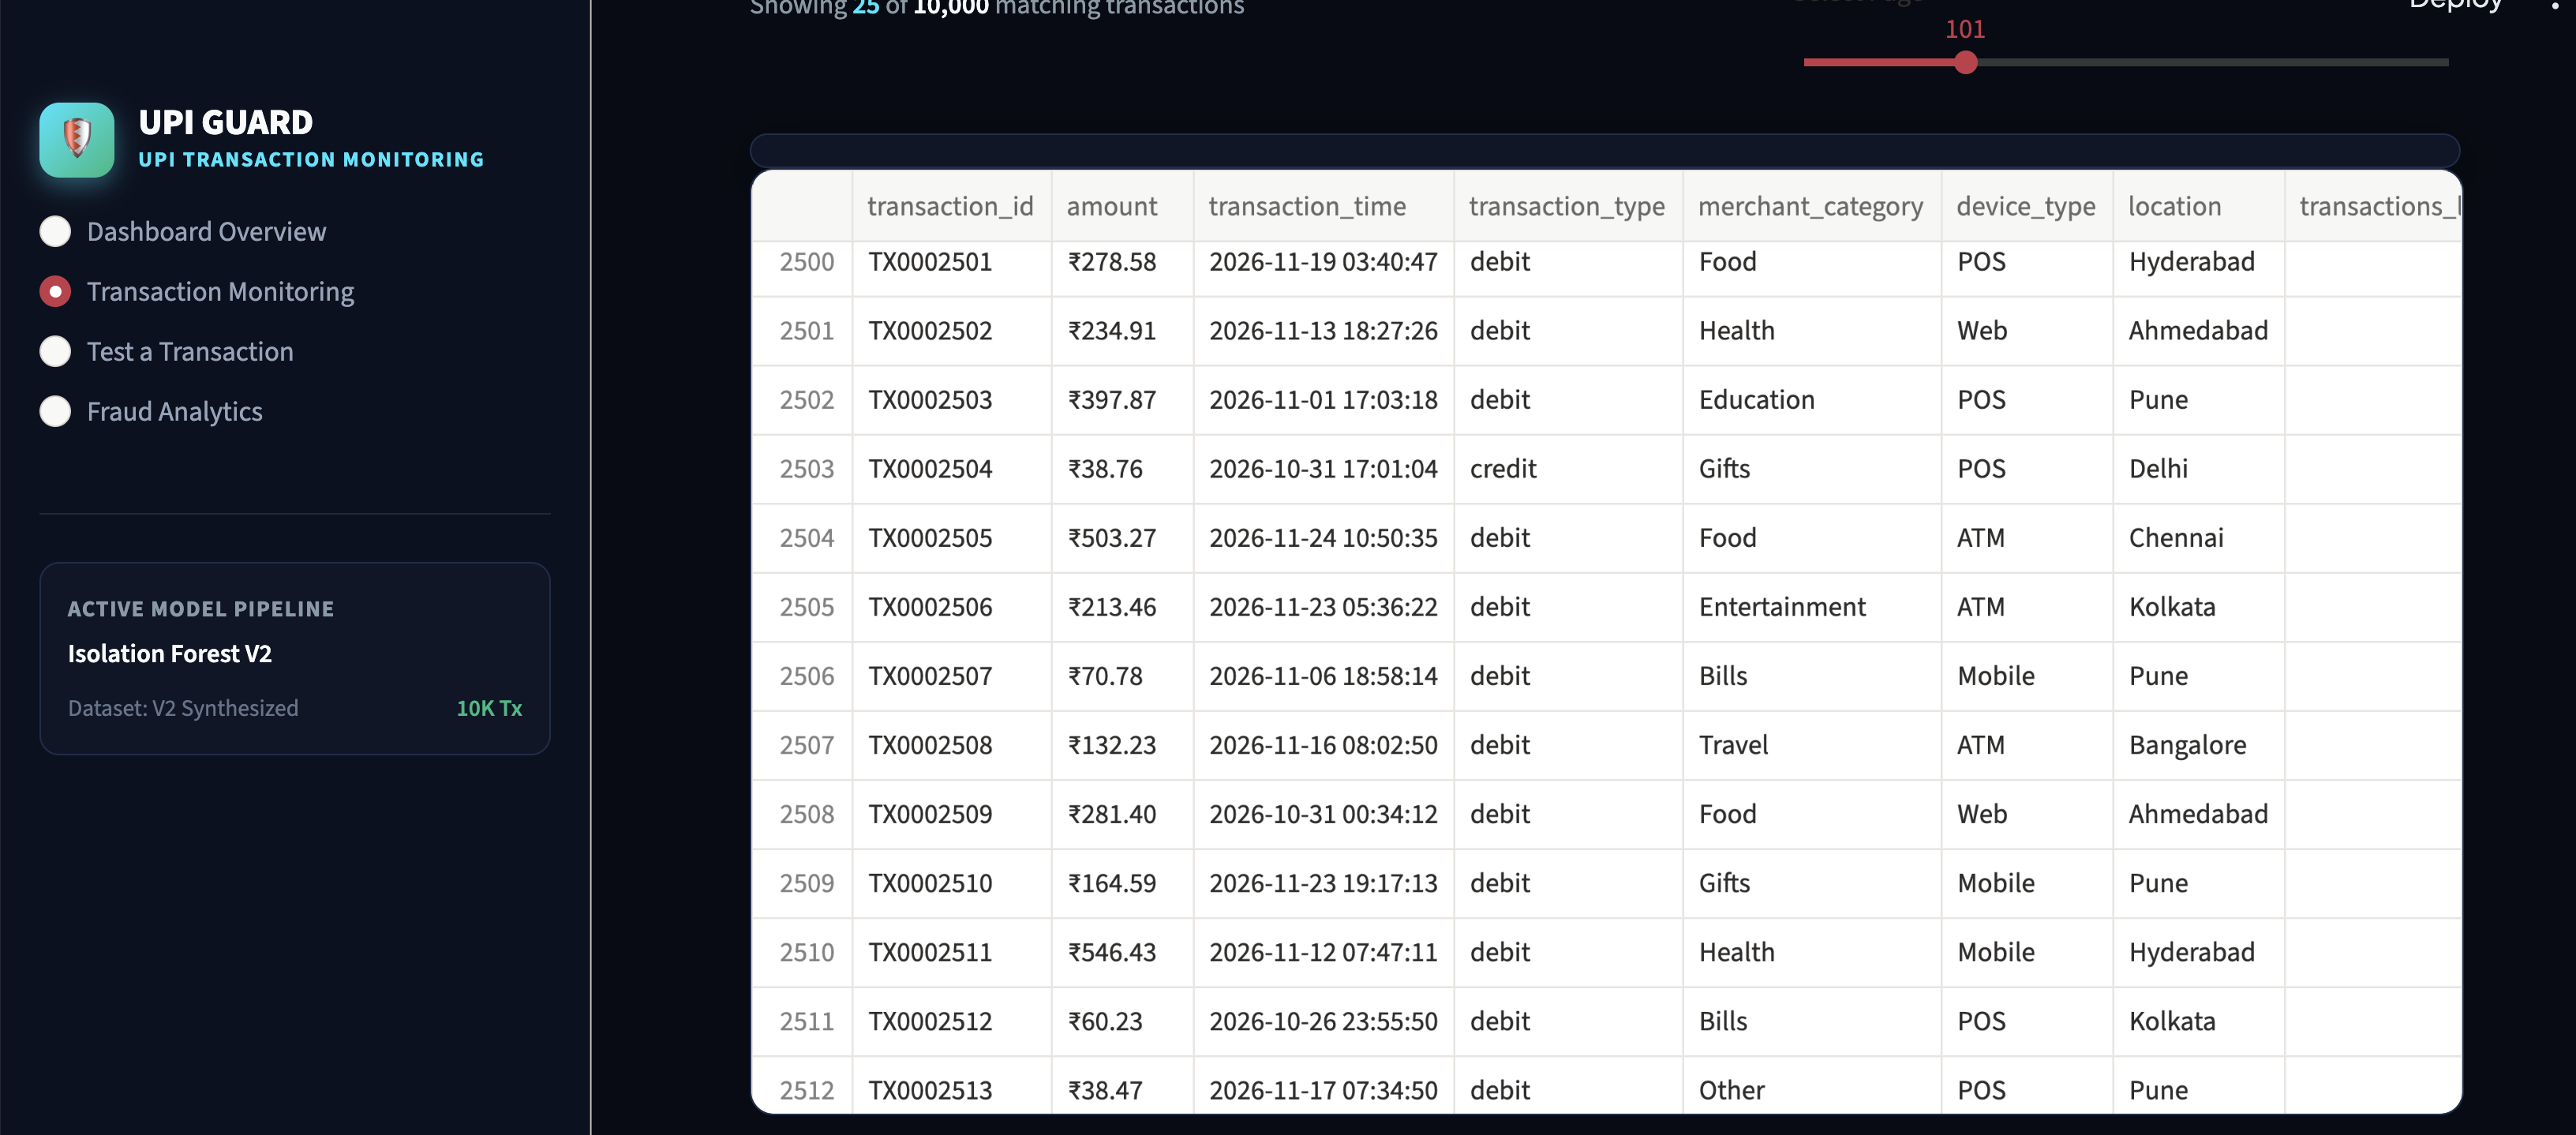 UPI GUARD
UPI TRANSACTION MONITORING
Dashboard Overview
Transaction Monitoring
Test a Transaction
Fraud Analytics
ACTIVE MODEL PIPELINE
Isolation Forest V2
Dataset: V2 Synthesized 10K Tx
Showing 25 of 10,000 matching transactions
Deploy
101
transaction_id amount transaction_time transaction_type merchant_category device_type location
2500 TX0002501 ₹278.58 2026-11-19 03:40:47 debit Food POS Hyderabad
2501 TX0002502 ₹234.91 2026-11-13 18:27:26 debit Health Web Ahmedabad
2502 TX0002503 ₹397.87 2026-11-01 17:03:18 debit Education POS Pune
2503 TX0002504 ₹38.76 2026-10-31 17:01:04 credit Gifts POS Delhi
2504 TX0002505 ₹503.27 2026-11-24 10:50:35 debit Food ATM Chennai
2505 TX0002506 ₹213.46 2026-11-23 05:36:22 debit Entertainment ATM Kolkata
2506 TX0002507 ₹70.78 2026-11-06 18:58:14 debit Bills Mobile Pune
2507 TX0002508 ₹132.23 2026-11-16 08:02:50 debit Travel ATM Bangalore
2508 TX0002509 ₹281.40 2026-10-31 00:34:12 debit Food Web Ahmedabad
2509 TX0002510 ₹164.59 2026-11-23 19:17:13 debit Gifts Mobile Pune
2510 TX0002511 ₹546.43 2026-11-12 07:47:11 debit Health Mobile Hyderabad
2511 TX0002512 ₹60.23 2026-10-26 23:55:50 debit Bills POS Kolkata
2512 TX0002513 ₹38.47 2026-11-17 07:34:50 debit Other POS Pune